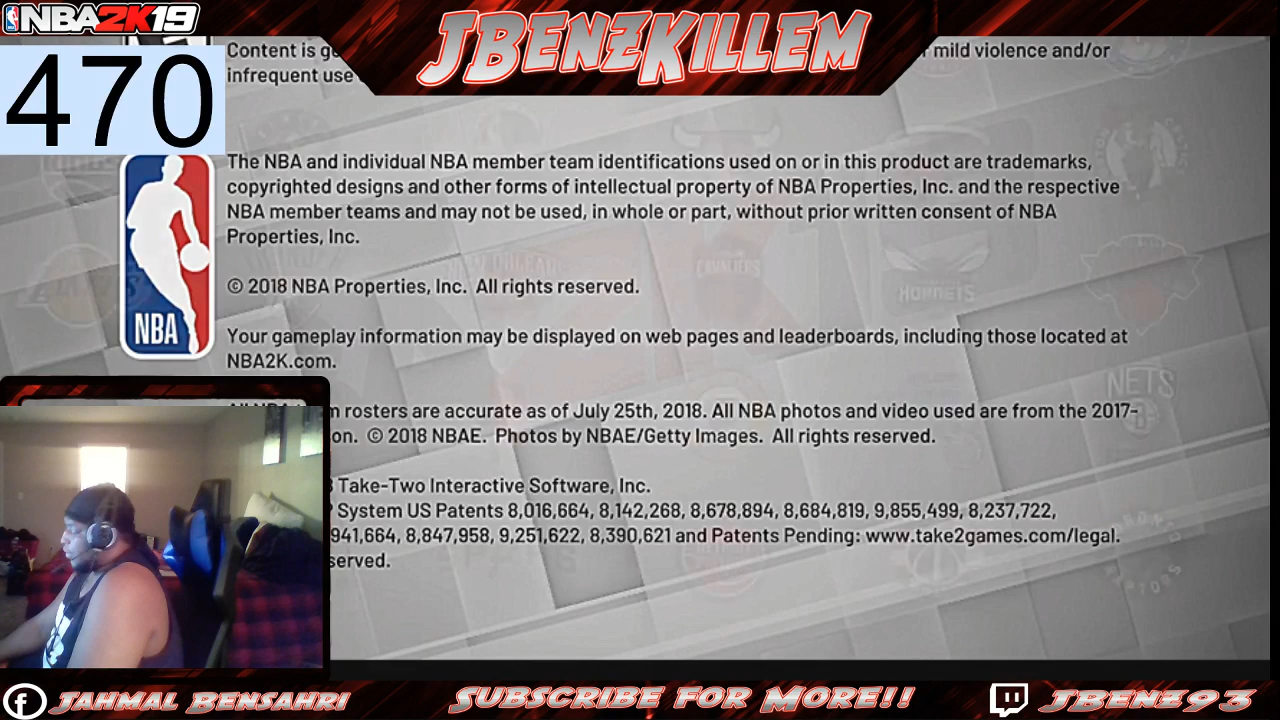 NBA2K19
JBENZKILLEM
470
Content is ge mild violence and/or
infrequent use
The NBA and individual NBA member team identifications used on or in this product are trademarks,
copyrighted designs and other forms of intellectual property of NBA Properties, Inc. and the respective
NBA member teams and may not be used, in whole or part, without prior written consent of NBA
Properties, Inc.
© 2018 NBA Properties, Inc. All rights reserved.
NBA
Your gameplay information may be displayed on web pages and leaderboards, including those located at
NBA2K.com.
rosters are accurate as of July 25th, 2018. All NBA photos and video used are from the 2017-
on. © 2018 NBAE. Photos by NBAE/Getty Images. All rights reserved.
Take-Two Interactive Software, Inc.
System US Patents 8,016,664, 8,142,268, 8,678,894, 8,684,819, 9,855,499, 8,237,722,
941,664, 8,847,958, 9,251,622, 8,390,621 and Patents Pending: www.take2games.com/legal.
served.
CAVALIERS
HORNETS
NETS
RAPTORS
JAHMAL BENSAHRI
SUBSCRIBE FOR MORE!!
JBENZ93